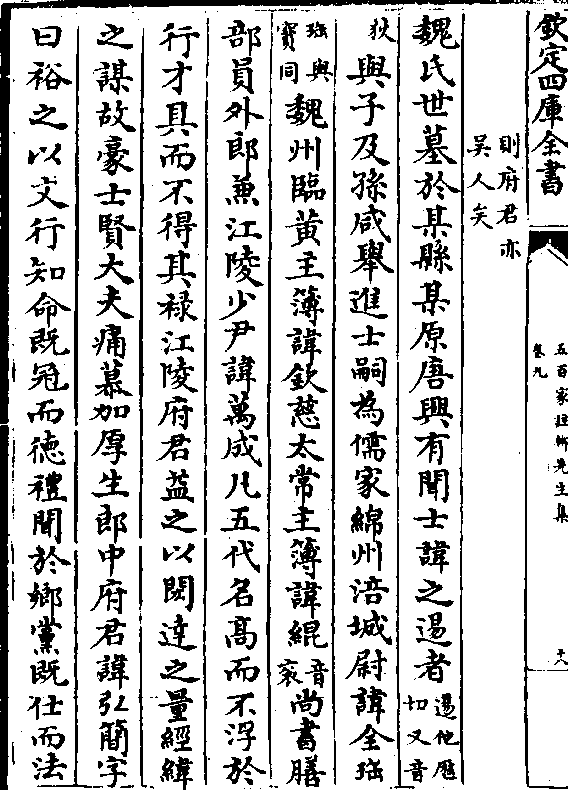 欽定四庫全書
五百家注柳先生集
卷九
十八
則府君亦
吳人矣
魏氏世墓於某縣某原唐興有聞士諱之逷者逷他歷切又音
狄與子及孫咸舉進士嗣為儒家綿州涪城尉諱全珤
珤與寶同魏州臨黃主簿諱欽慈太常主簿諱緄音衮尚書膳
部員外郎兼江陵少尹諱萬成凡五代名高而不浮於
行才具而不得其禄江陵府君益之以閎達之量經緯
之謀故豪士賢大夫痛慕加厚生郎中府君諱弘簡字
曰裕之以文行知命既冠而德禮聞於鄉黨既仕而法